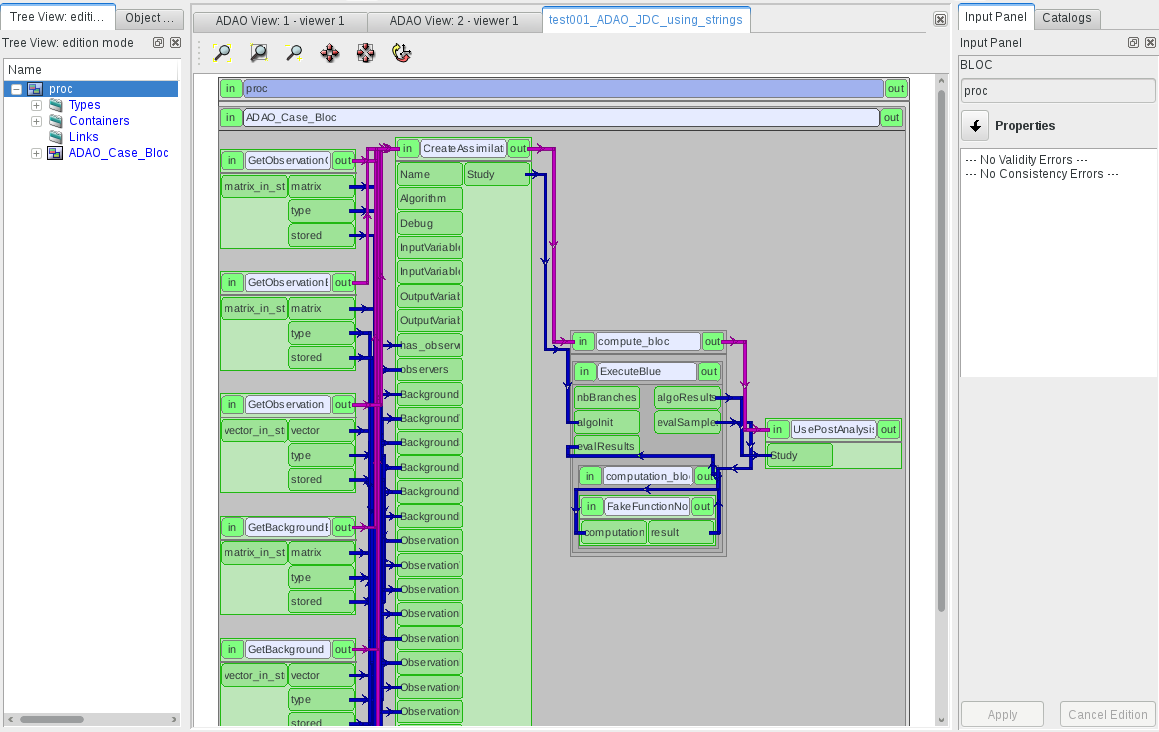 Tree View: editi...
Object ...
Tree View: edition mode
Name
proc
Types
Containers
Links
ADAO_Case_Bloc
ADAO View: 1 - viewer 1
ADAO View: 2 - viewer 1
test001_ADAO_JDC_using_strings
in proc out
in ADAO_Case_Bloc out
in GetObservationO out
matrix_in_st matrix
type
stored
in GetObservationE out
matrix_in_st matrix
type
stored
in GetObservation out
vector_in_st vector
type
stored
in GetBackgroundE out
matrix_in_st matrix
type
stored
in GetBackground out
vector_in_st vector
type
stored
in CreateAssimilati out
Name Study
Algorithm
Debug
InputVariable
InputVariable
OutputVariab
OutputVariab
has_observ
observers
Background
Background
Background
Background
Background
Background
Observation
Observation
Observation
Observation
Observation
Observation
Observation
Observation
in compute_bloc out
in ExecuteBlue out
nbBranches algoResults
algoInit evalSample
evalResults
in computation_blo out
in FakeFunctionNo out
computation result
in UsePostAnalysis out
Study
Input Panel
Catalogs
Input Panel
BLOC
proc
Properties
--- No Validity Errors ---
--- No Consistency Errors ---
Apply
Cancel Edition